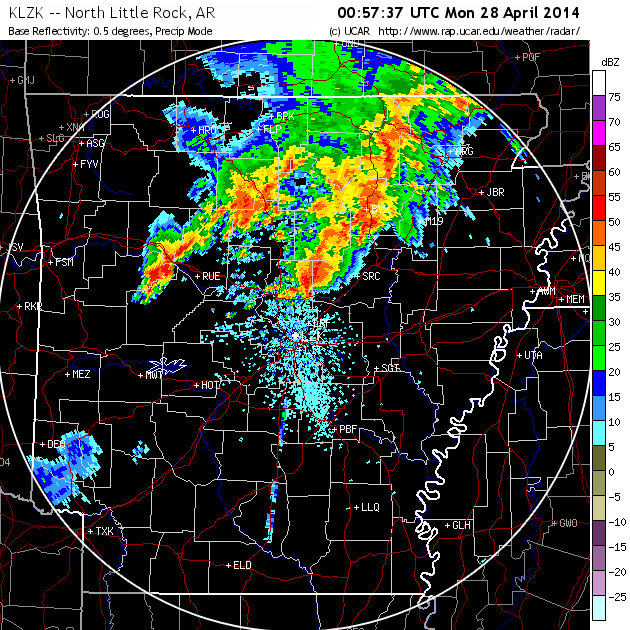 KLZK -- North Little Rock, AR 00:57:37 UTC Mon 28 April 2014
Base Reflectivity: 0.5 degrees, Precip Mode (c) UCAR http://www.rap.ucar.edu/weather/radar/
POF
dBZ
GMJ
75
ROG
BPK
XNA
HRO
FLP
70
SLG
ASG
ARG
65
FYV
60
JBR
55
M19
50
FSM
45
RUE
SRC
40
AWM
MEM
35
RKR
30
25
UTA
20
MEZ
MWT
SGT
HOT
15
10
PBF
DEQ
5
0
-5
LLQ
-10
TXK
GLH
GWO
-15
ELD
-20
-25